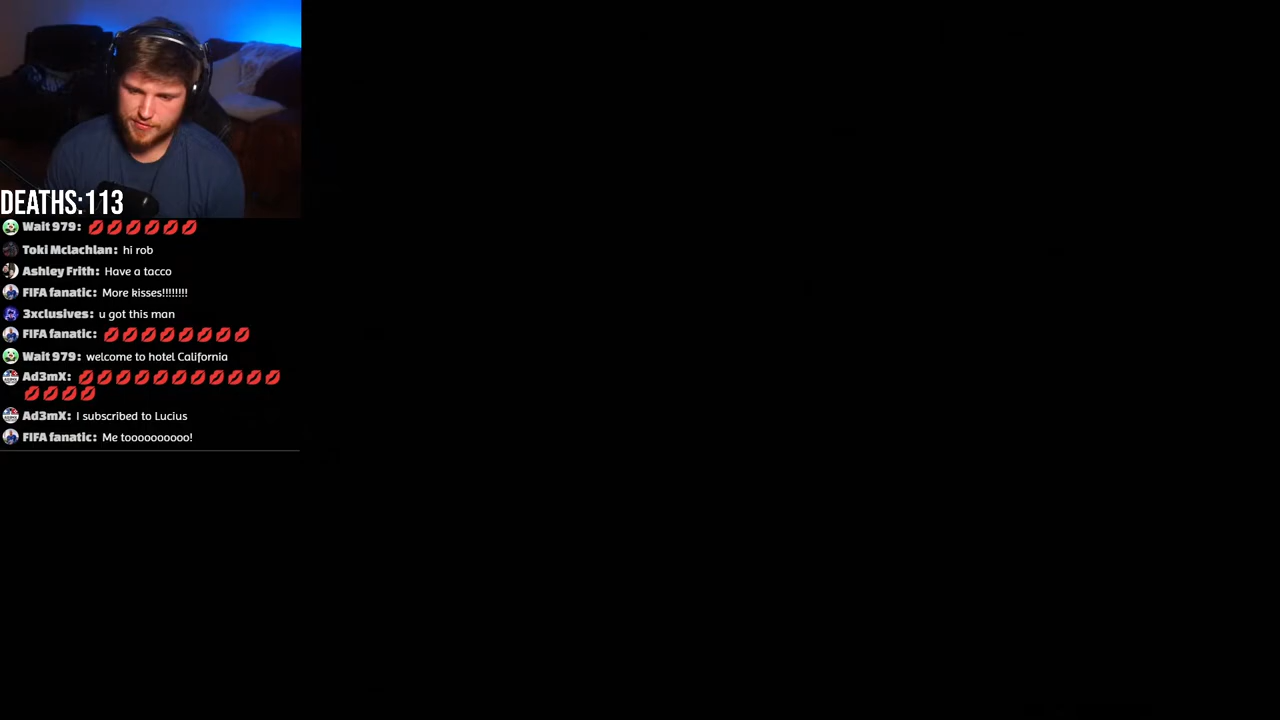 DEATHS:113
Wait 979: 💋💋💋💋💋💋
Toki Mclachlan: hi rob
Ashley Frith: Have a tacco
FIFA fanatic: More kisses!!!!!!!!
3xclusives: u got this man
FIFA fanatic: 💋💋💋💋💋💋💋💋
Wait 979: welcome to hotel California
Ad3mX: 💋💋💋💋💋💋💋💋💋💋💋
💋💋💋💋
Ad3mX: I subscribed to Lucius
FIFA fanatic: Me toooooooooo!